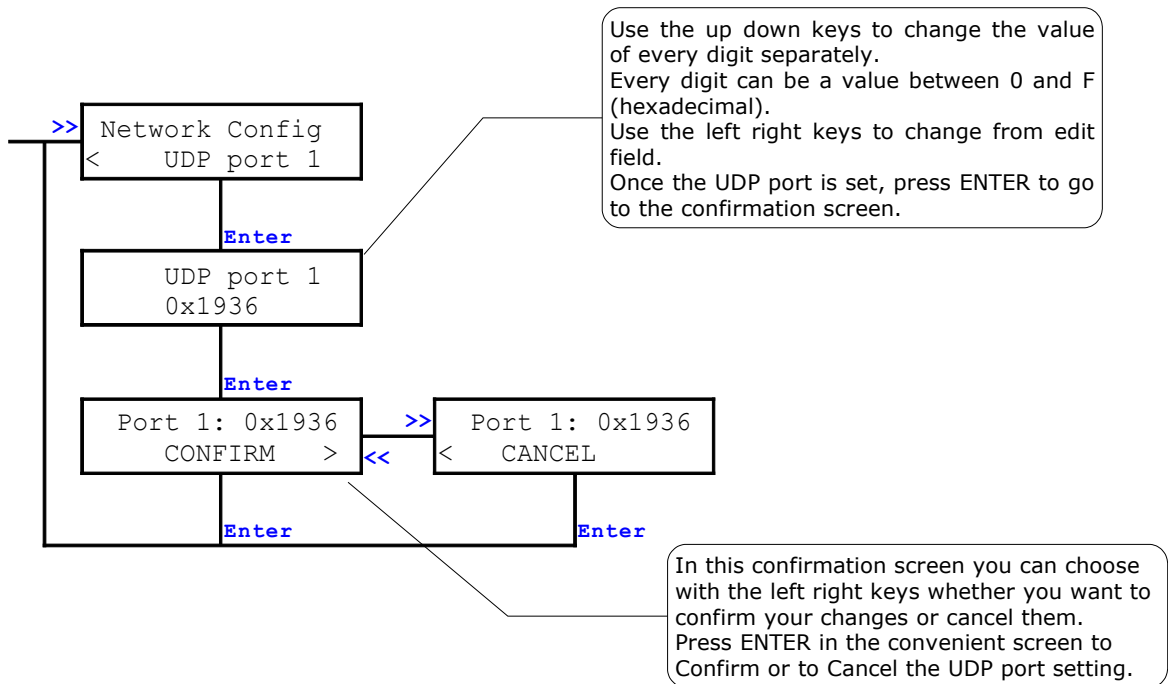 Use the up down keys to change the value
of every digit separately.
Every digit can be a value between 0 and F
(hexadecimal).
Use the left right keys to change from edit
field.
Once the UDP port is set, press ENTER to go
to the confirmation screen.
>>
Network Config
< UDP port 1
Enter
UDP port 1
0x1936
Enter
Port 1: 0x1936
CONFIRM >
>>
<<
Port 1: 0x1936
< CANCEL
Enter
Enter
In this confirmation screen you can choose
with the left right keys whether you want to
confirm your changes or cancel them.
Press ENTER in the convenient screen to
Confirm or to Cancel the UDP port setting.